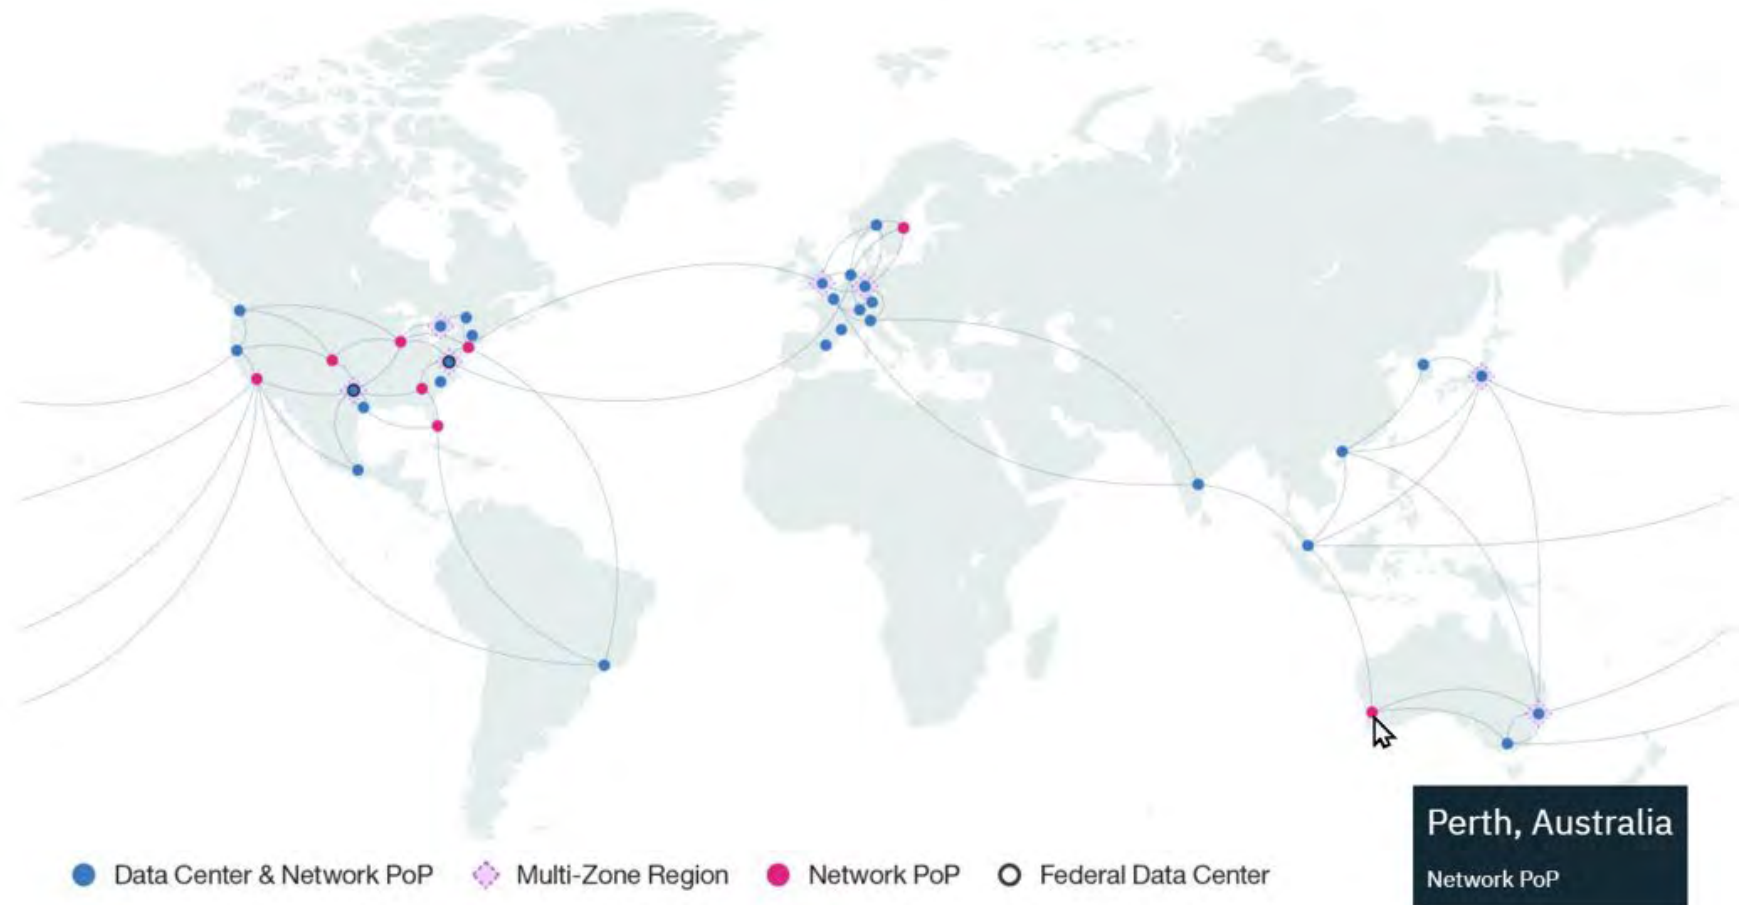 Perth, Australia
Network PoP
Data Center & Network PoP
Multi-Zone Region
Network PoP
Federal Data Center